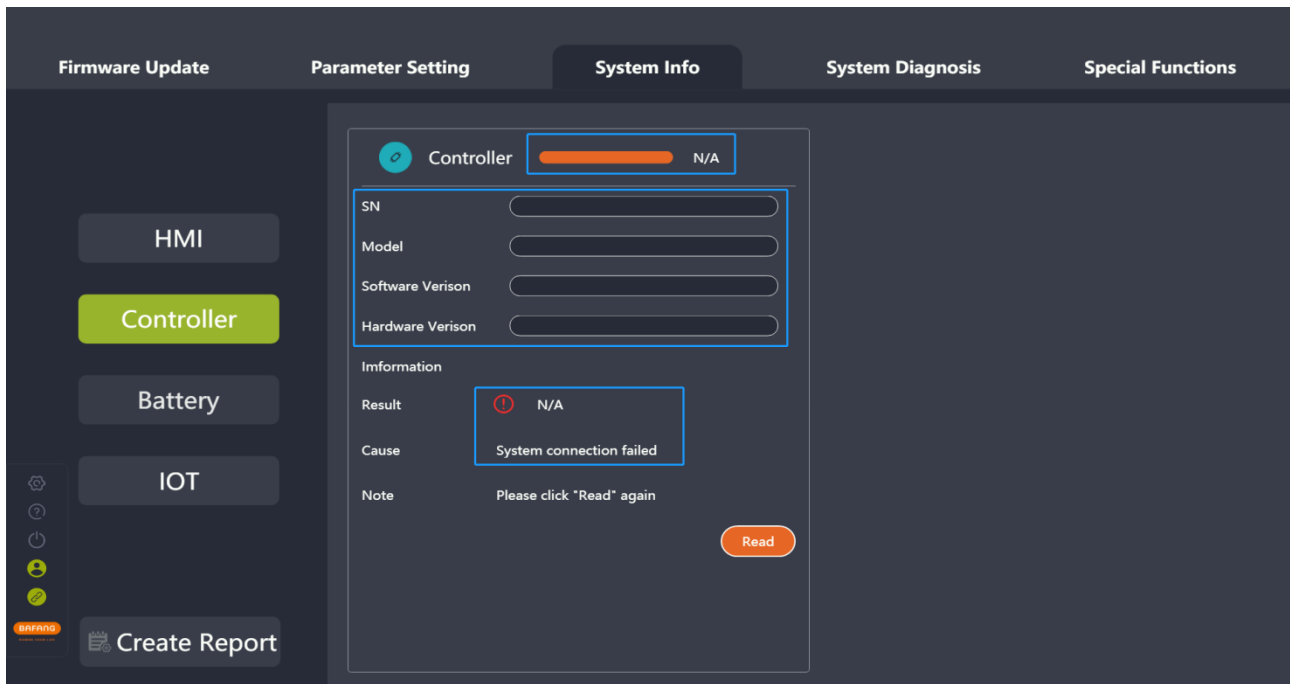 Firmware Update Parameter Setting System Info System Diagnosis Special Functions
HMI
Controller
Battery
IOT
Create Report
BAFANG
Controller N/A
SN
Model
Software Verison
Hardware Verison
Imformation
Result N/A
Cause System connection failed
Note Please click "Read" again
Read